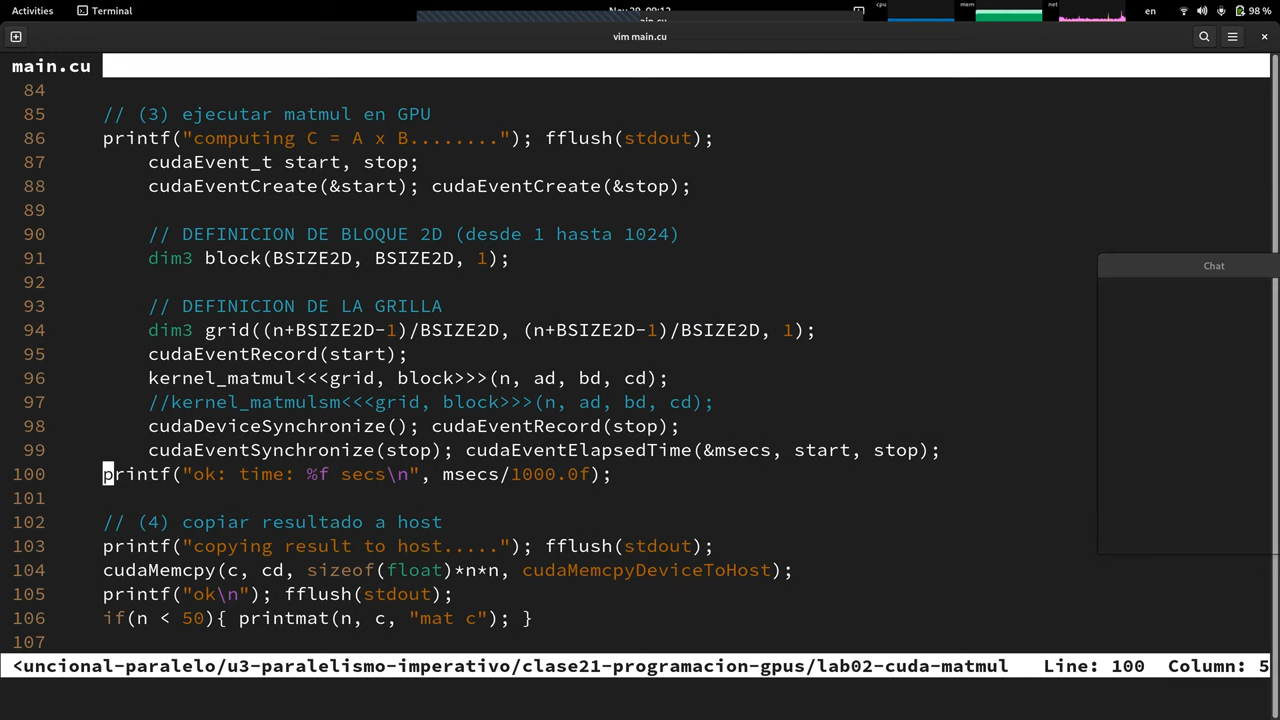 Activities Terminal cpu mem net en 98 %
vim main.cu
main.cu
84
85 // (3) ejecutar matmul en GPU
86 printf("computing C = A x B........"); fflush(stdout);
87 cudaEvent_t start, stop;
88 cudaEventCreate(&start); cudaEventCreate(&stop);
89
90 // DEFINICION DE BLOQUE 2D (desde 1 hasta 1024)
91 dim3 block(BSIZE2D, BSIZE2D, 1);
92
93 // DEFINICION DE LA GRILLA
94 dim3 grid((n+BSIZE2D-1)/BSIZE2D, (n+BSIZE2D-1)/BSIZE2D, 1);
95 cudaEventRecord(start);
96 kernel_matmul<<<grid, block>>>(n, ad, bd, cd);
97 //kernel_matmulsm<<<grid, block>>>(n, ad, bd, cd);
98 cudaDeviceSynchronize(); cudaEventRecord(stop);
99 cudaEventSynchronize(stop); cudaEventElapsedTime(&msecs, start, stop);
100 printf("ok: time: %f secs\n", msecs/1000.0f);
101
102 // (4) copiar resultado a host
103 printf("copying result to host....."); fflush(stdout);
104 cudaMemcpy(c, cd, sizeof(float)*n*n, cudaMemcpyDeviceToHost);
105 printf("ok\n"); fflush(stdout);
106 if(n < 50){ printmat(n, c, "mat c"); }
107
<uncional-paralelo/u3-paralelismo-imperativo/clase21-programacion-gpus/lab02-cuda-matmul Line: 100 Column: 5
Chat